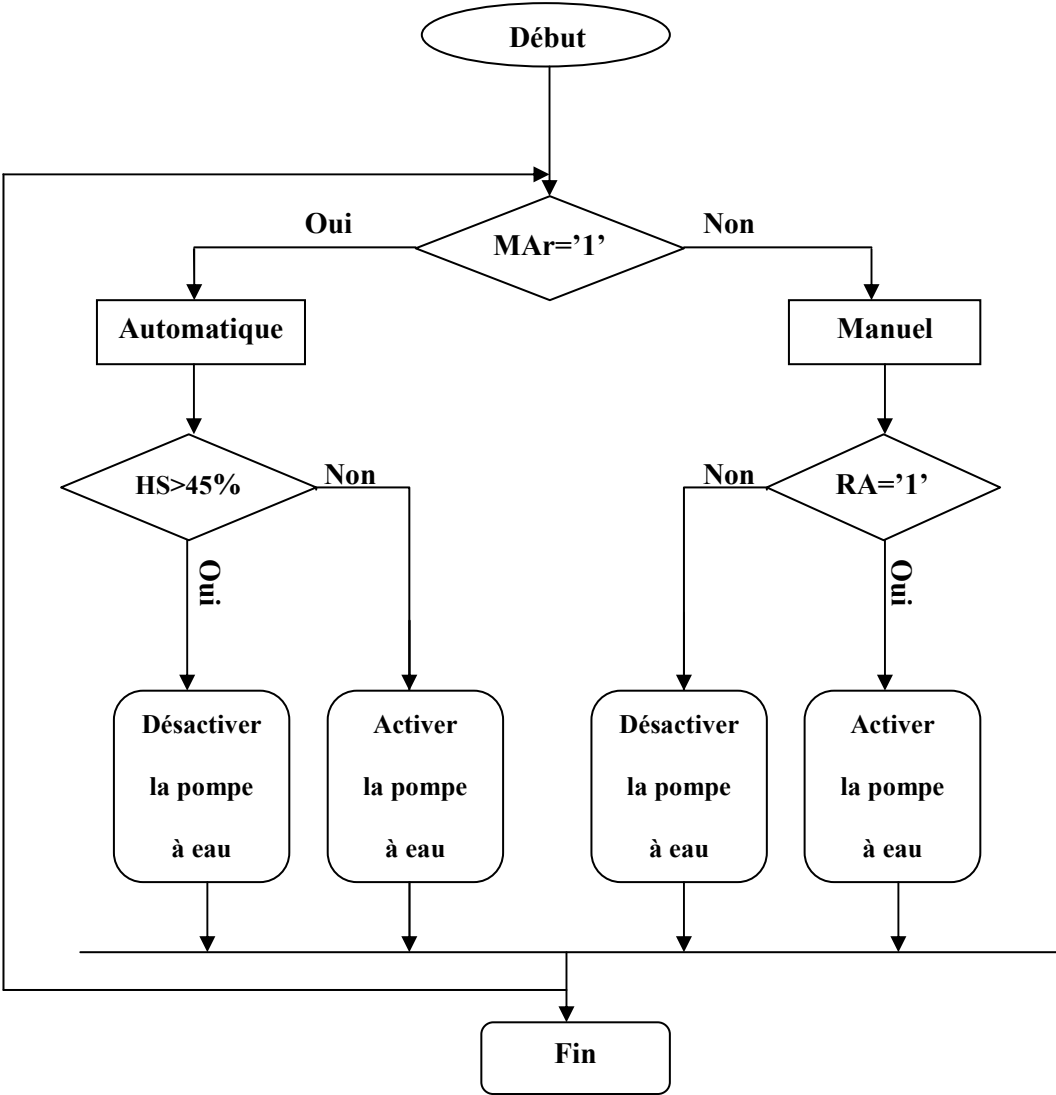 Début
Oui
Non
MAr=’1’
Automatique
Manuel
HS>45%
Non
Non
RA=’1’
Oui
Oui
Désactiver
la pompe
à eau
Activer
la pompe
à eau
Désactiver
la pompe
à eau
Activer
la pompe
à eau
Fin